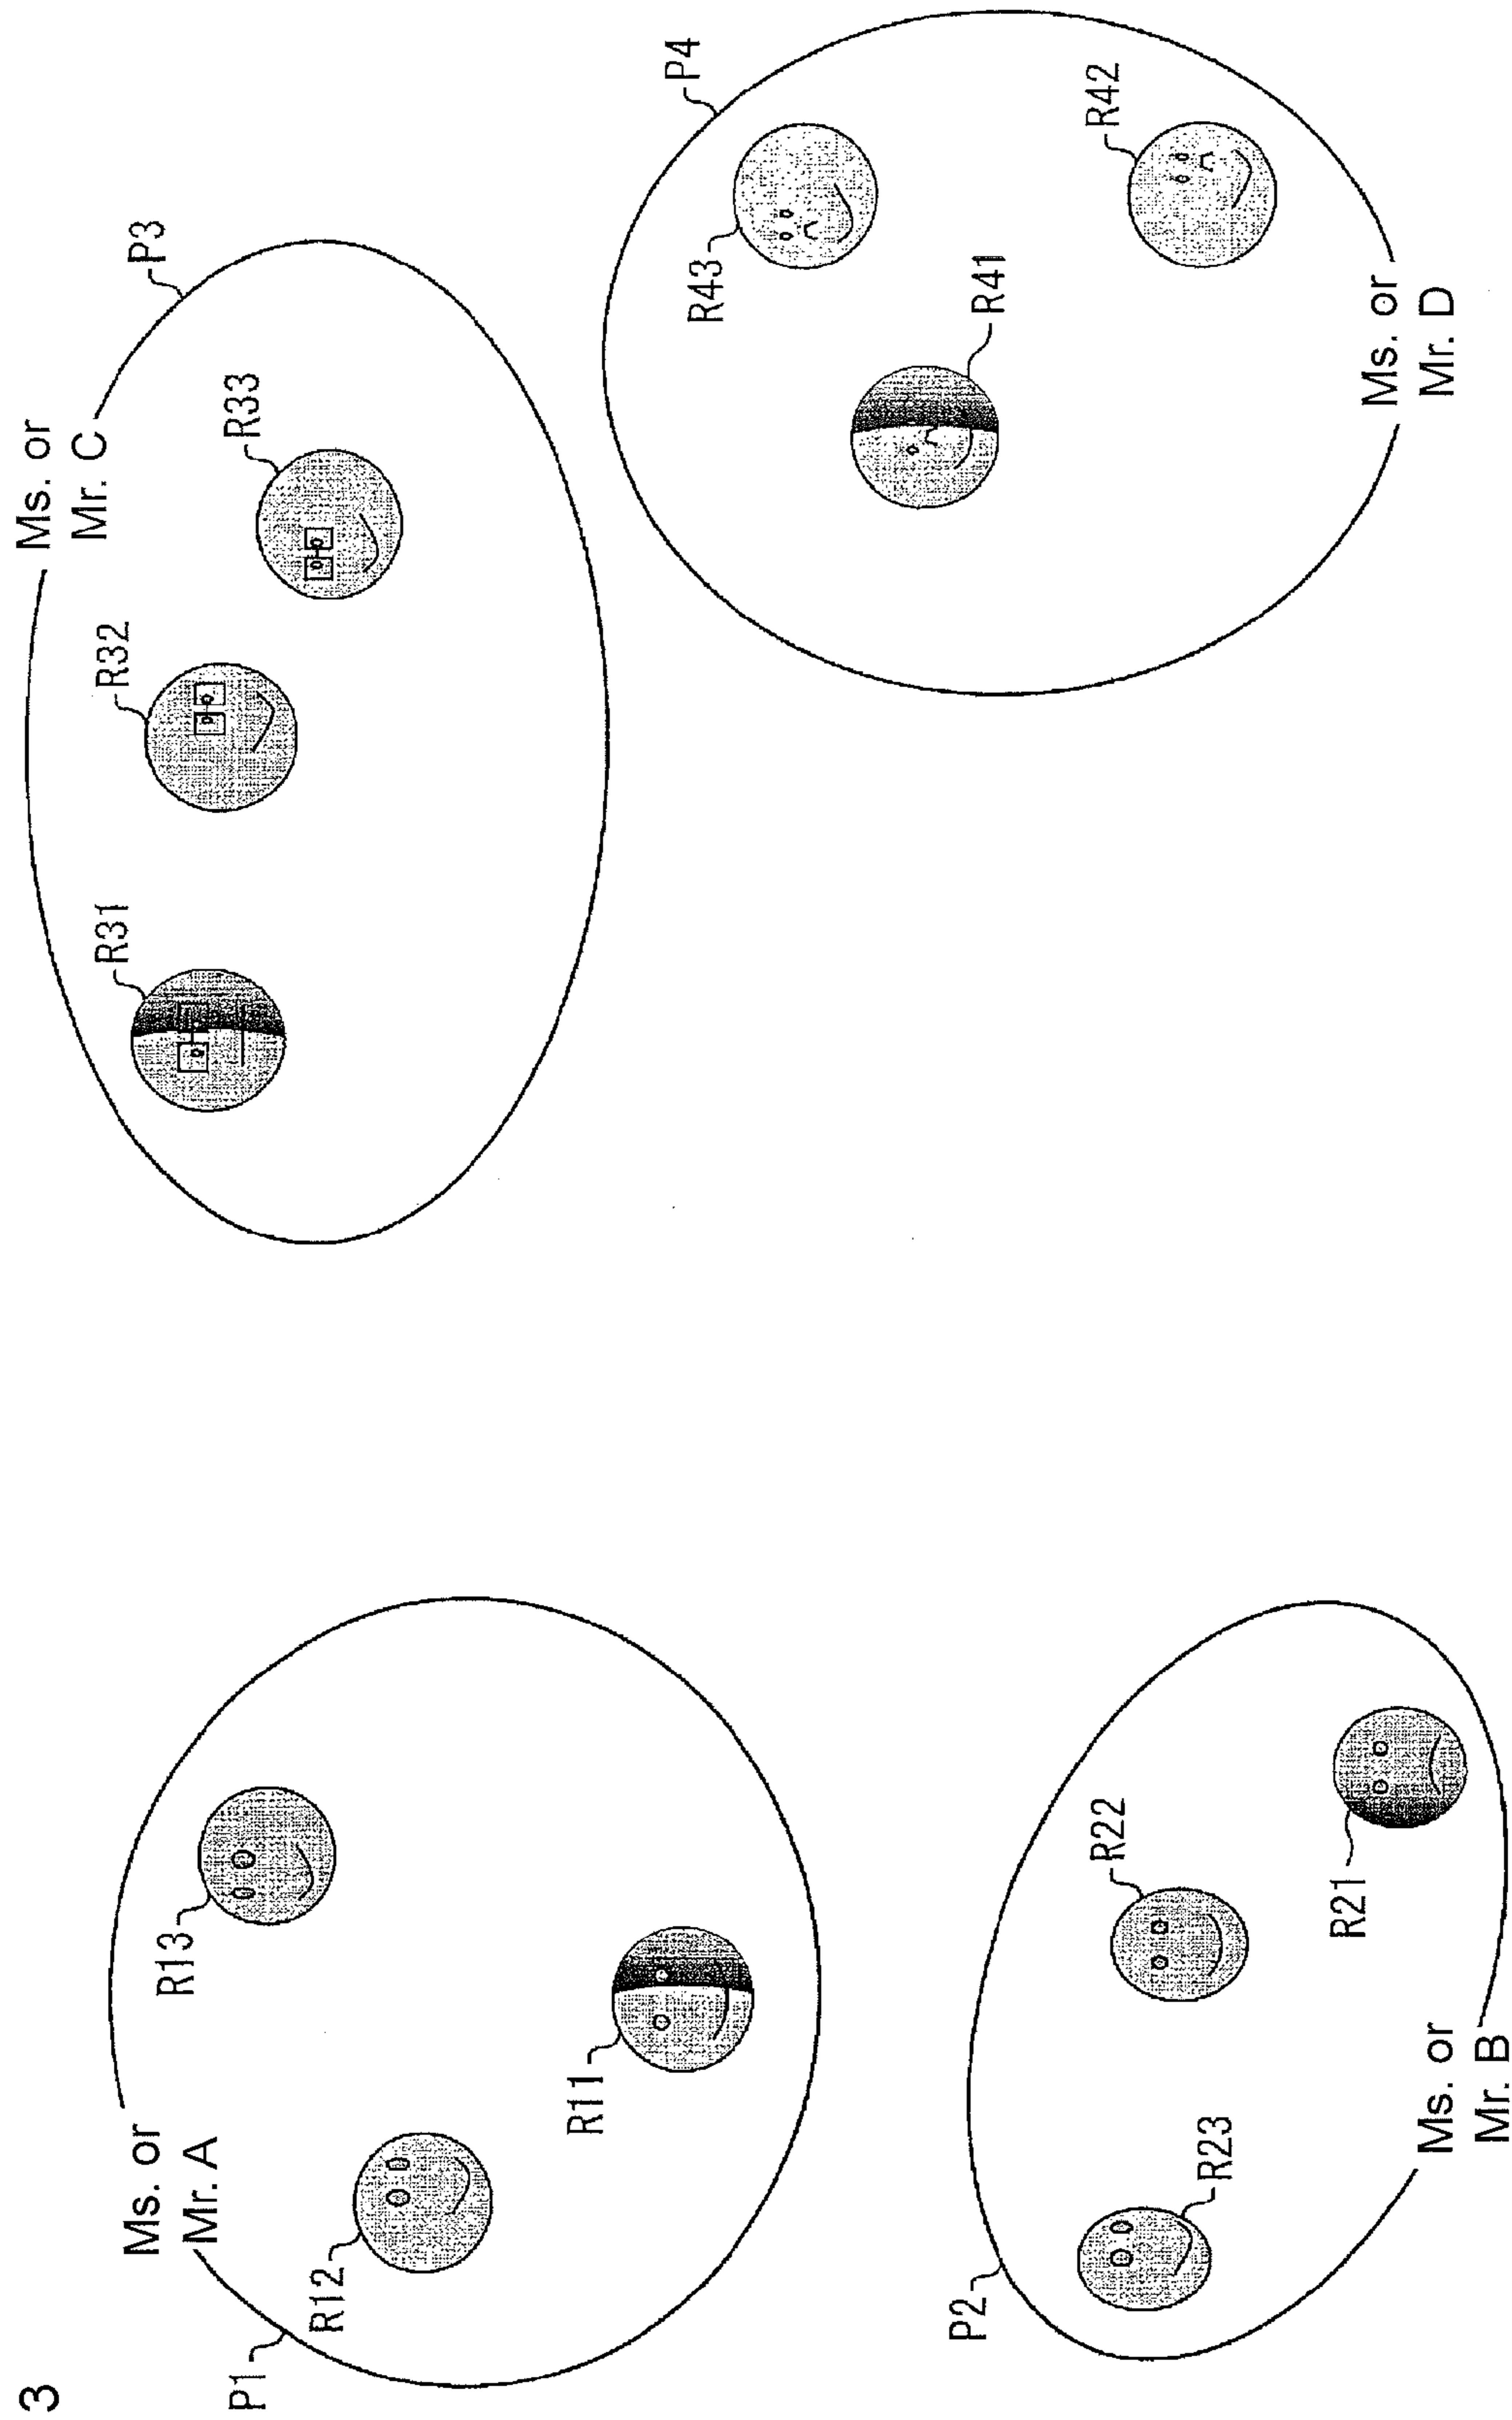 3
P1
Ms. or
Mr. A
R12
R13
R11
P2
R23
R22
R21
Ms. or
Mr. B
Ms. or
Mr. C
P3
R31
R32
R33
P4
R43
R41
R42
Ms. or
Mr. D